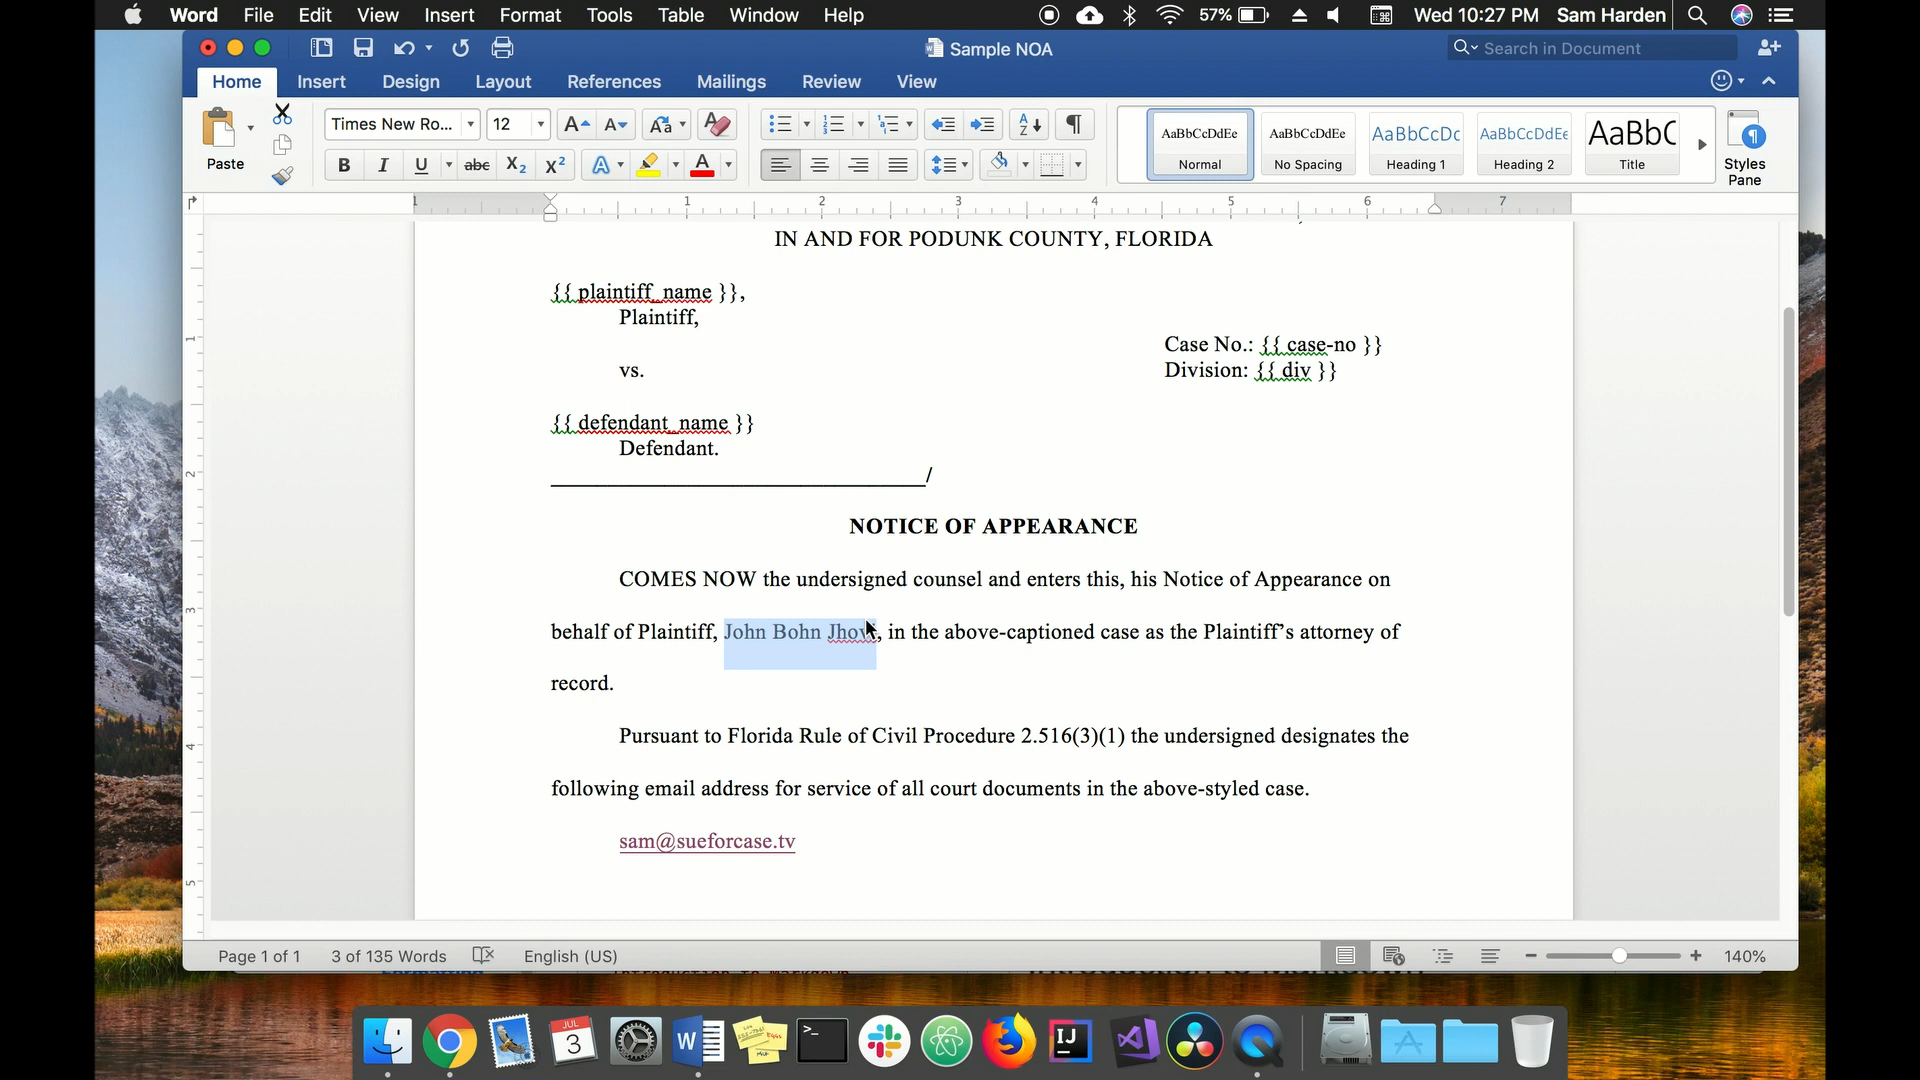 Word File Edit View Insert Format Tools Table Window Help 57% Wed 10:27 PM Sam Harden
Sample NOA
Search in Document
Home Insert Design Layout References Mailings Review View
Paste
Times New Ro... 12
AaBbCcDdEe AaBbCcDdEe AaBbCcDc AaBbCcDdEe AaBbC
Normal No Spacing Heading 1 Heading 2 Title
Styles
Pane
IN AND FOR PODUNK COUNTY, FLORIDA
{{ plaintiff_name }},
Plaintiff,
Case No.: {{ case-no }}
vs.
Division: {{ div }}
{{ defendant_name }}
Defendant.
/
NOTICE OF APPEARANCE
COMES NOW the undersigned counsel and enters this, his Notice of Appearance on
behalf of Plaintiff, John Bohn Jhovi, in the above-captioned case as the Plaintiff's attorney of
record.
Pursuant to Florida Rule of Civil Procedure 2.516(3)(1) the undersigned designates the
following email address for service of all court documents in the above-styled case.
sam@sueforcase.tv
Page 1 of 1 3 of 135 Words English (US) 140%
JUL
3
IJ